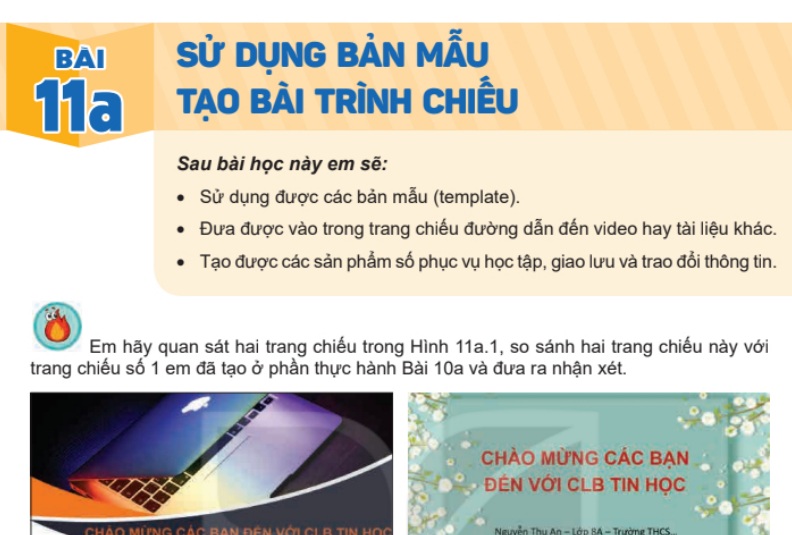 BÀI
11a
SỬ DỤNG BẢN MẪU
TẠO BÀI TRÌNH CHIẾU
Sau bài học này em sẽ:
• Sử dụng được các bản mẫu (template).
• Đưa được vào trong trang chiếu đường dẫn đến video hay tài liệu khác.
• Tạo được các sản phẩm số phục vụ học tập, giao lưu và trao đổi thông tin.
Em hãy quan sát hai trang chiếu trong Hình 11a.1, so sánh hai trang chiếu này với
trang chiếu số 1 em đã tạo ở phần thực hành Bài 10a và đưa ra nhận xét.
CHÀO MỪNG CÁC BẠN ĐẾN VỚI CLB TIN HỌC
CHÀO MỪNG CÁC BẠN
ĐẾN VỚI CLB TIN HỌC
Nguyễn Thu An – Lớp 8A – Trường THCS...